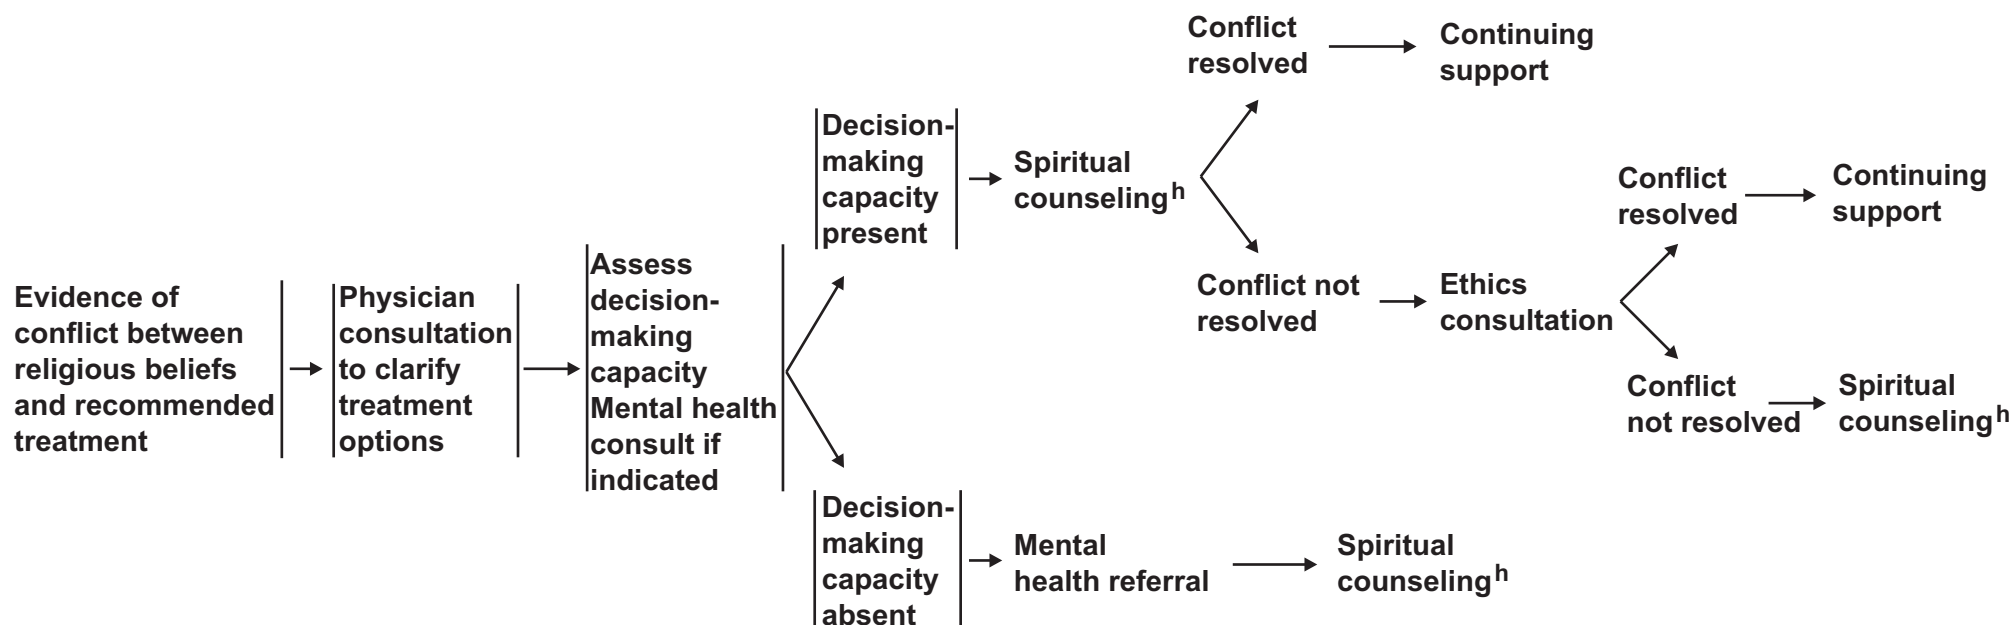 Evidence of
conflict between
religious beliefs
and recommended
treatment
Physician
consultation
to clarify
treatment
options
Assess
decision-
making
capacity
Mental health
consult if
indicated
Decision-
making
capacity
present
Spiritual
counseling h
Conflict
resolved
Continuing
support
Conflict not
resolved
Ethics
consultation
Conflict
resolved
Continuing
support
Conflict
not resolved
Spiritual
counseling h
Decision-
making
capacity
absent
Mental
health referral
Spiritual
counseling h